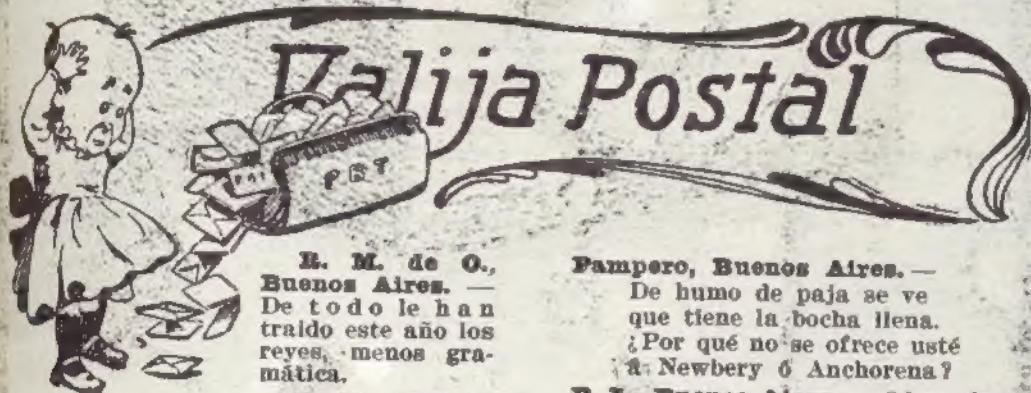 Valija Postal
P B T
R. M. de O.,
Buenos Aires. —
De todo le han
traido este año los
reyes, menos gra-
mática.
Pampero, Buenos Aires. —
De humo de paja se ve
que tiene la bocha llena.
¿Por qué no se ofrece usté
á Newbery ó Anchorena?